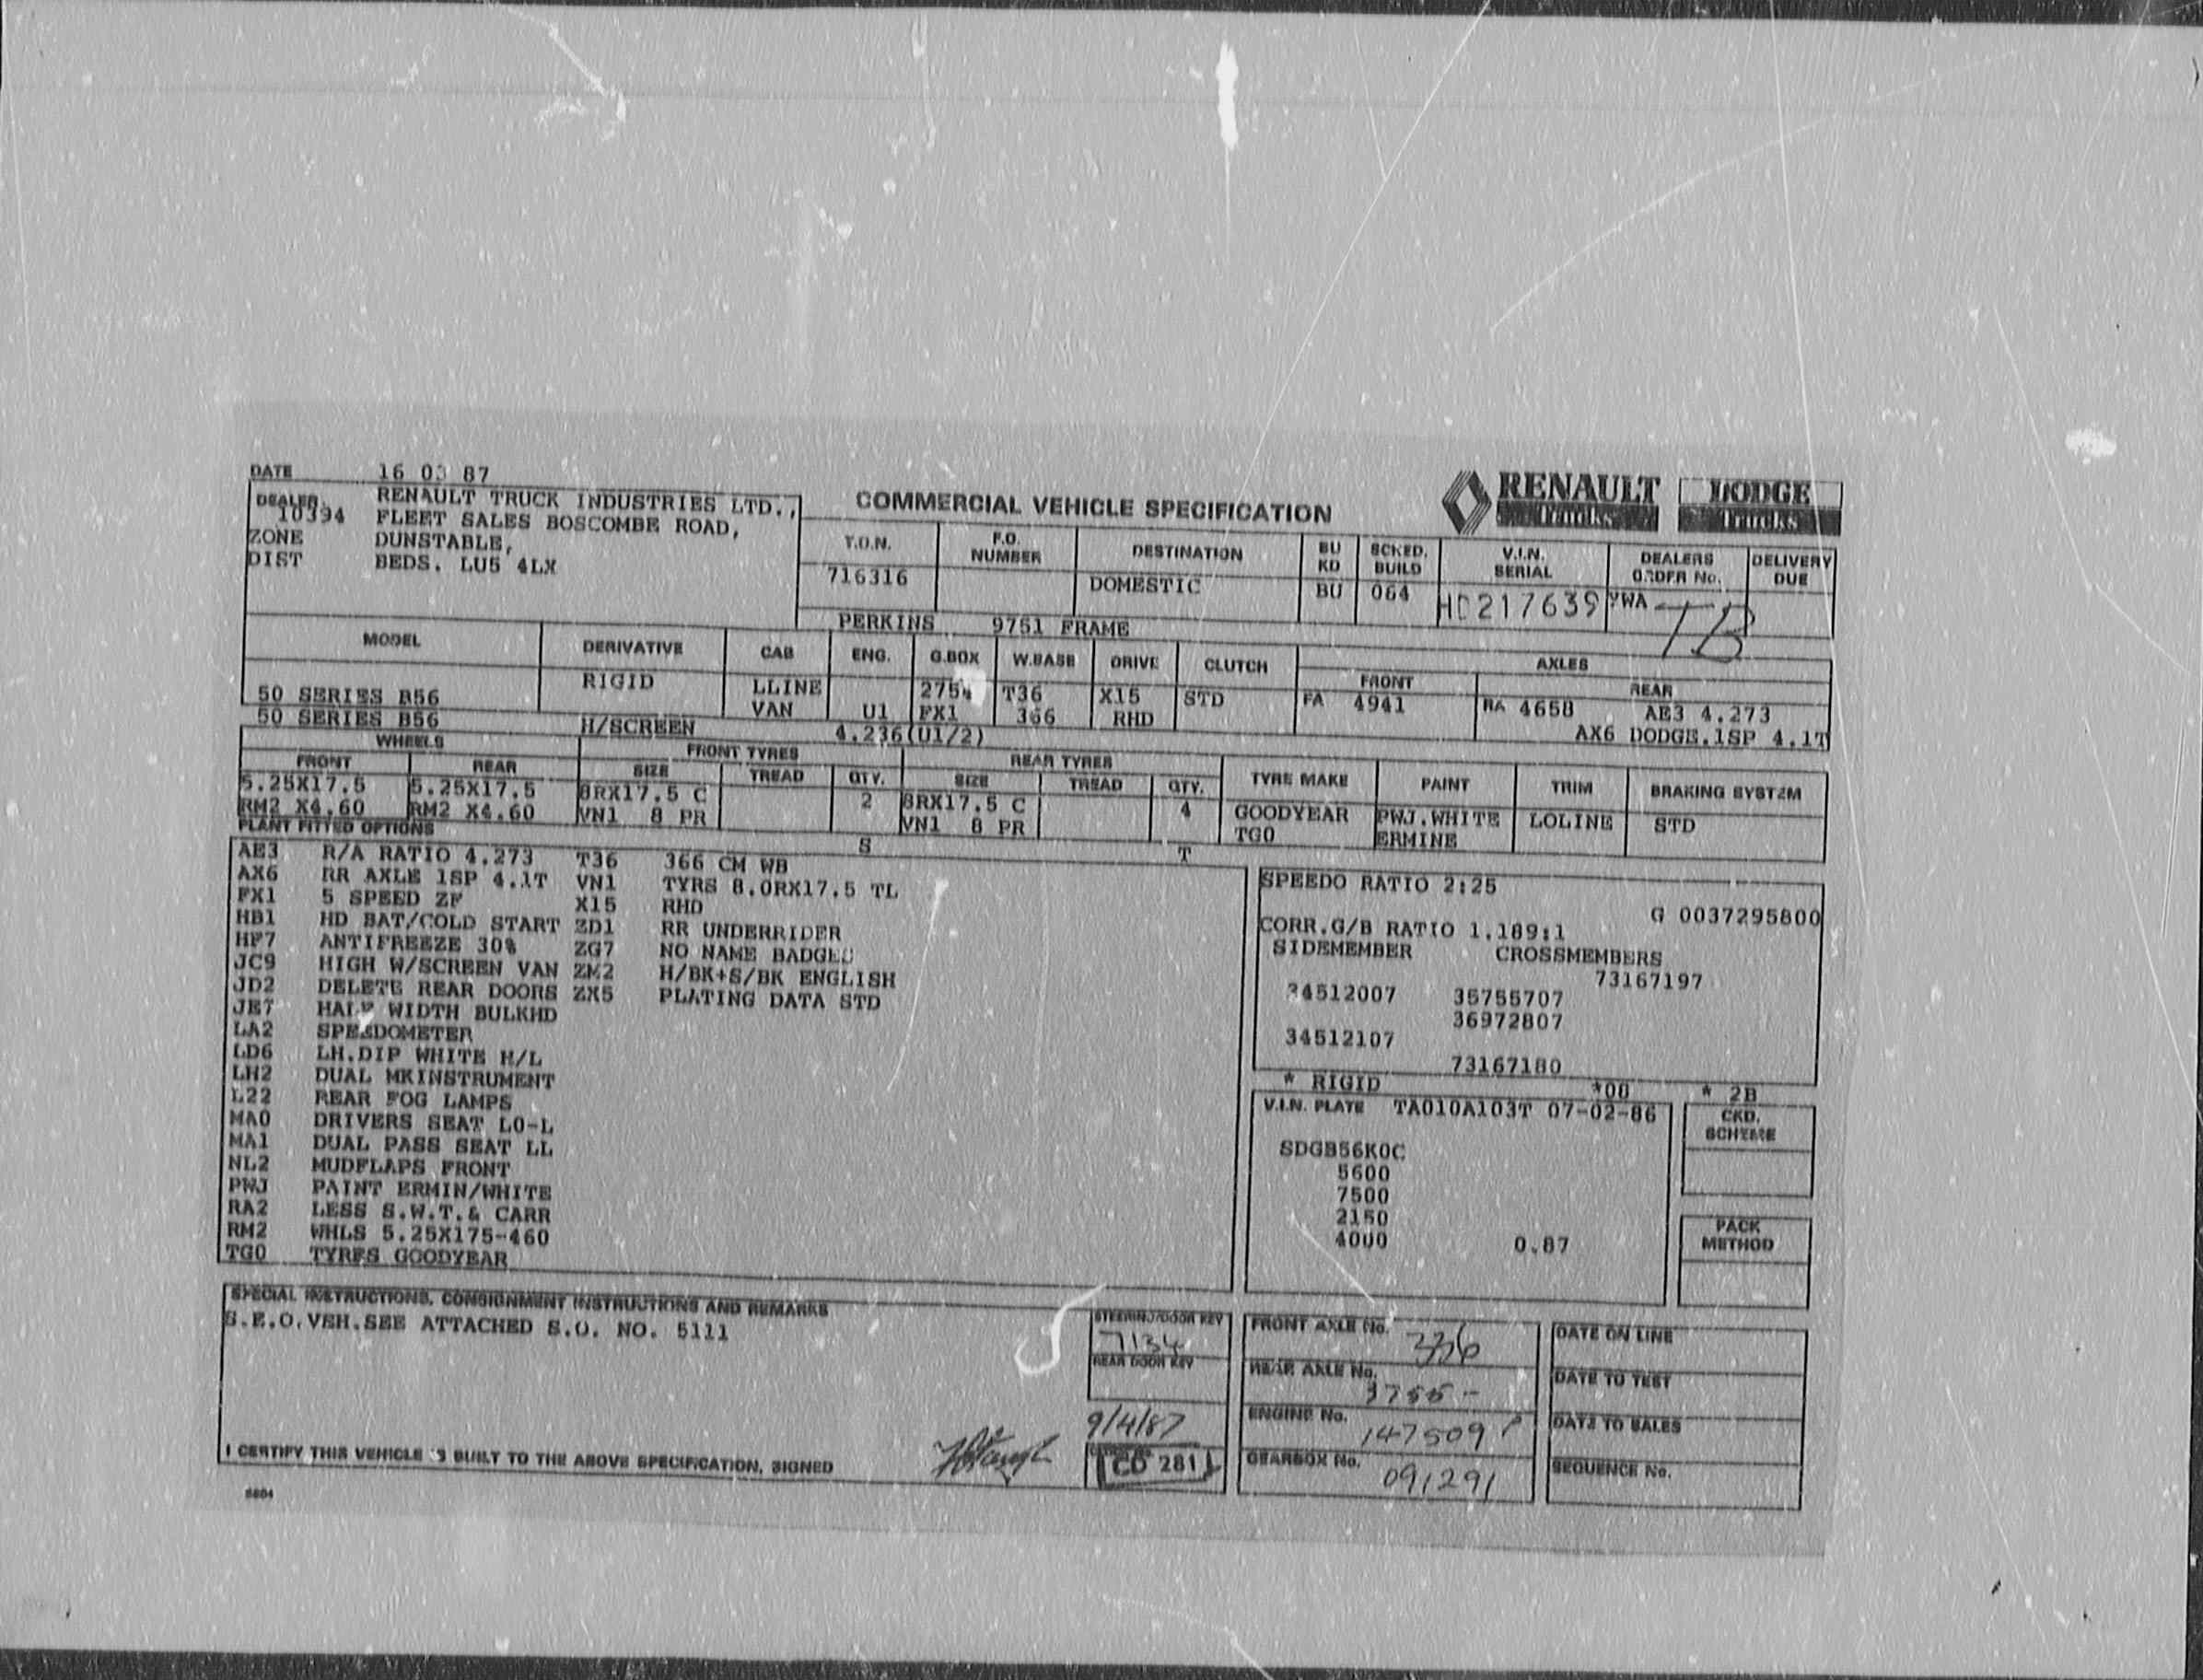 DATE 16 03 87
DEALER 10394 RENAULT TRUCK INDUSTRIES LTD.,
FLEET SALES BOSCOMBE ROAD,
ZONE DUNSTABLE,
DIST BEDS. LU5 4LX
COMMERCIAL VEHICLE SPECIFICATION
RENAULT Trucks DODGE Trucks
T.O.N. F.O. NUMBER DESTINATION BU KD SCKED. BUILD V.I.N. SERIAL DEALERS ORDER No. DELIVERY DUE
716316 DOMESTIC BU 064 HC217639 YWA TB
PERKINS 9751 FRAME
MODEL DERIVATIVE CAB ENG. G.BOX W.BASE DRIVE CLUTCH AXLES
FRONT REAR
50 SERIES B56 RIGID LLINE 2754 T36 X15 STD FA 4941 RA 4658 AE3 4.273
50 SERIES B56 H/SCREEN VAN U1 FX1 366 RHD AX6 DODGE.1SP 4.1T
4.236(U1/2)
WHEELS FRONT TYRES REAR TYRES
FRONT REAR SIZE TREAD QTY. SIZE TREAD QTY. TYRE MAKE PAINT TRIM BRAKING SYSTEM
5.25X17.5 5.25X17.5 8RX17.5 C 2 8RX17.5 C 4 GOODYEAR PWJ.WHITE LOLINE STD
RM2 X4.60 RM2 X4.60 VN1 8 PR VN1 8 PR TG0 ERMINE
PLANT FITTED OPTIONS S T
AE3 R/A RATIO 4.273 T36 366 CM WB
AX6 RR AXLE 1SP 4.1T VN1 TYRS 8.0RX17.5 TL
FX1 5 SPEED ZF X15 RHD
HB1 HD BAT/COLD START ZD1 RR UNDERRIDER
HF7 ANTIFREEZE 30% ZG7 NO NAME BADGES
JC9 HIGH W/SCREEN VAN ZM2 H/BK+S/BK ENGLISH
JD2 DELETE REAR DOORS ZX5 PLATING DATA STD
JE7 HALF WIDTH BULKHD
LA2 SPEEDOMETER
LD6 LH.DIP WHITE H/L
LH2 DUAL MKINSTRUMENT
L22 REAR FOG LAMPS
MA0 DRIVERS SEAT LO-L
MA1 DUAL PASS SEAT LL
NL2 MUDFLAPS FRONT
PWJ PAINT ERMIN/WHITE
RA2 LESS S.W.T.& CARR
RM2 WHLS 5.25X175-460
TG0 TYRES GOODYEAR
SPEEDO RATIO 2:25
G 0037295800
CORR.G/B RATIO 1.189:1
SIDEMEMBER CROSSMEMBERS
73167197
34512007 35755707
36972807
34512107
73167180
* RIGID *00 * 2B
V.I.N. PLATE TA010A103T 07-02-86
SDGB56K0C
5600
7500
2150
4000 0.87
CKD. SCHEME
PACK METHOD
SPECIAL INSTRUCTIONS, CONSIGNMENT INSTRUCTIONS AND REMARKS
S.E.O.VEH.SEE ATTACHED S.O. NO. 5111
STEERING/DOOR KEY
7134
REAR DOOR KEY
9/4/87
CD 281
FRONT AXLE No. 336
REAR AXLE No. 3755 -
ENGINE No. 147509 P
GEARBOX No. 091291
DATE ON LINE
DATE TO TEST
DATE TO SALES
SEQUENCE No.
I CERTIFY THIS VEHICLE IS BUILT TO THE ABOVE SPECIFICATION, SIGNED